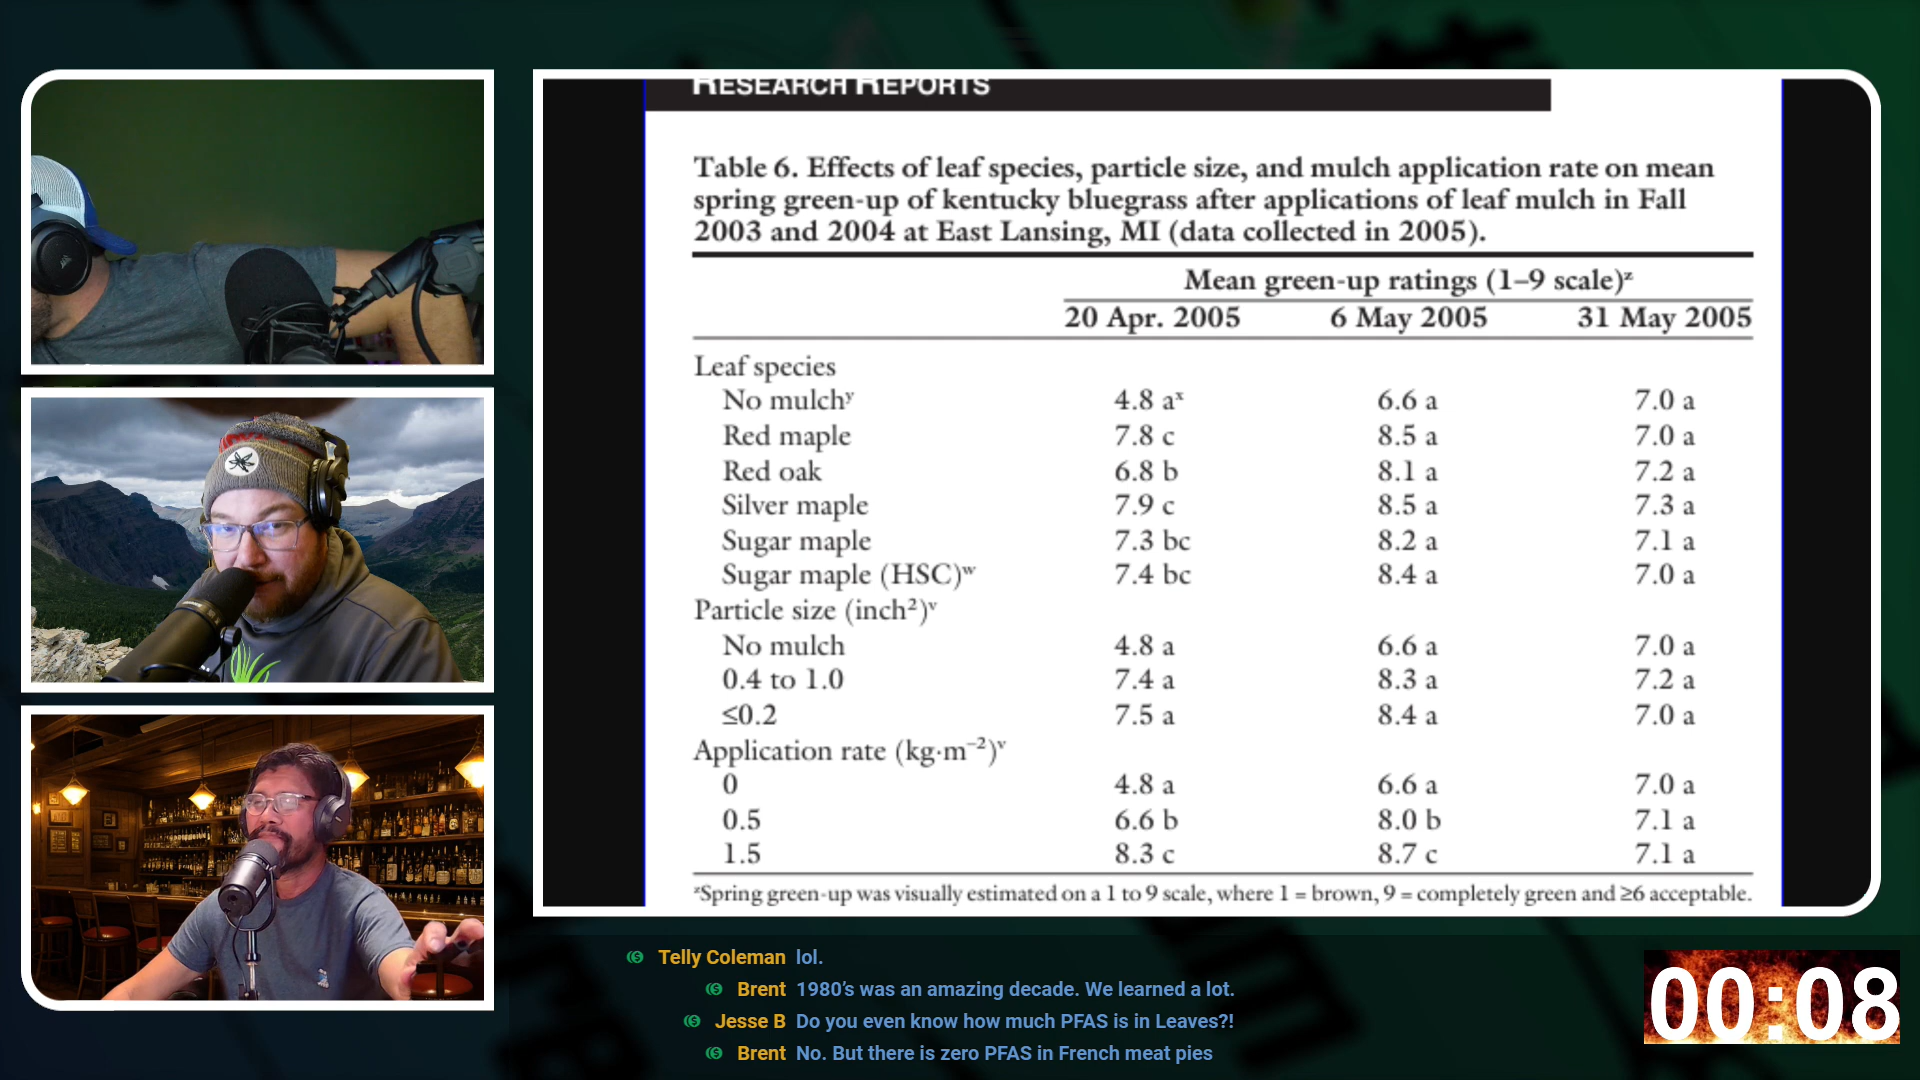 RESEARCH REPORTS
Table 6. Effects of leaf species, particle size, and mulch application rate on mean
spring green-up of kentucky bluegrass after applications of leaf mulch in Fall
2003 and 2004 at East Lansing, MI (data collected in 2005).
Mean green-up ratings (1–9 scale)ᶻ
20 Apr. 2005 6 May 2005 31 May 2005
Leaf species
No mulchʸ 4.8 aˣ 6.6 a 7.0 a
Red maple 7.8 c 8.5 a 7.0 a
Red oak 6.8 b 8.1 a 7.2 a
Silver maple 7.9 c 8.5 a 7.3 a
Sugar maple 7.3 bc 8.2 a 7.1 a
Sugar maple (HSC)ʷ 7.4 bc 8.4 a 7.0 a
Particle size (inch²)ᵛ
No mulch 4.8 a 6.6 a 7.0 a
0.4 to 1.0 7.4 a 8.3 a 7.2 a
≤0.2 7.5 a 8.4 a 7.0 a
Application rate (kg·m⁻²)ᵛ
0 4.8 a 6.6 a 7.0 a
0.5 6.6 b 8.0 b 7.1 a
1.5 8.3 c 8.7 c 7.1 a
ᶻSpring green-up was visually estimated on a 1 to 9 scale, where 1 = brown, 9 = completely green and ≥6 acceptable.
Telly Coleman lol.
Brent 1980's was an amazing decade. We learned a lot.
Jesse B Do you even know how much PFAS is in Leaves?!
Brent No. But there is zero PFAS in French meat pies
00:08